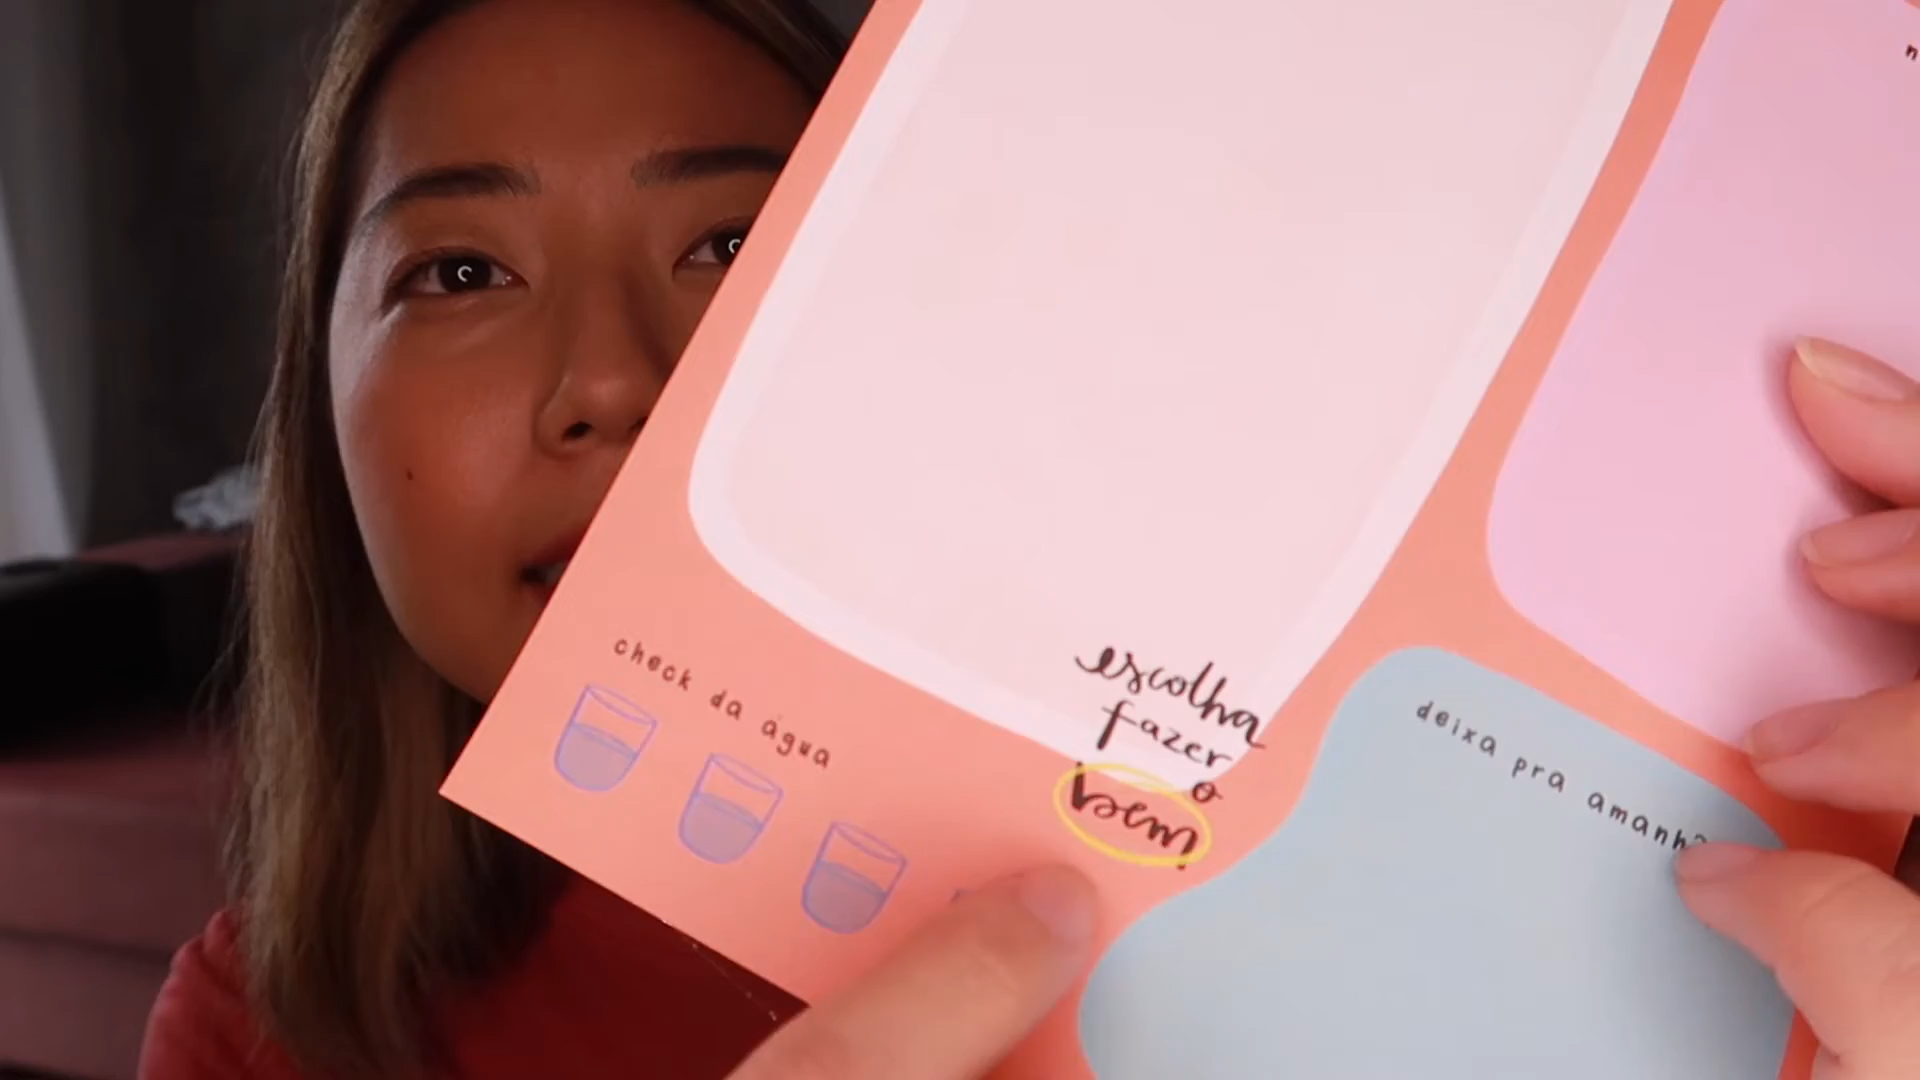 check da água
escolha
fazer
o
bem
deixa pra amanhã